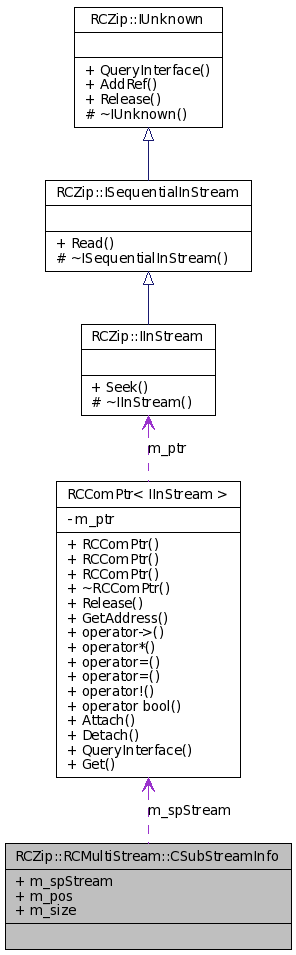 RCZip::IUnknown
+ QueryInterface()
+ AddRef()
+ Release()
# ~IUnknown()
RCZip::ISequentialInStream
+ Read()
# ~ISequentialInStream()
RCZip::IInStream
+ Seek()
# ~IInStream()
m_ptr
RCComPtr< IInStream >
- m_ptr
+ RCComPtr()
+ RCComPtr()
+ RCComPtr()
+ ~RCComPtr()
+ Release()
+ GetAddress()
+ operator->()
+ operator*()
+ operator=()
+ operator=()
+ operator!()
+ operator bool()
+ Attach()
+ Detach()
+ QueryInterface()
+ Get()
m_spStream
RCZip::RCMultiStream::CSubStreamInfo
+ m_spStream
+ m_pos
+ m_size